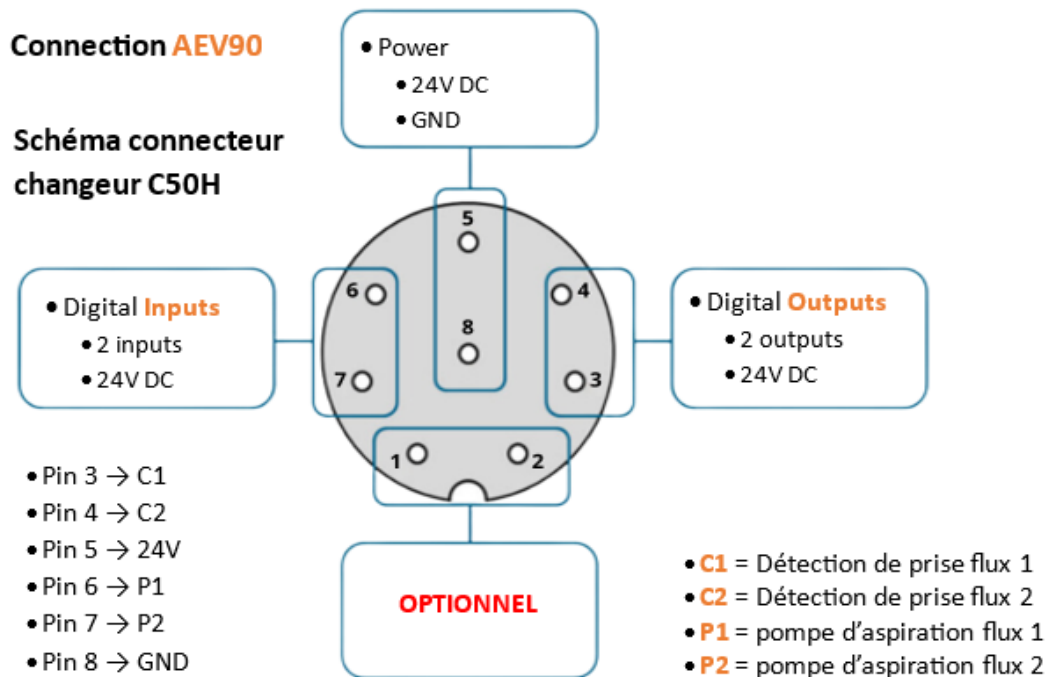 Connection AEV90
Schéma connecteur
changeur C50H
• Power
• 24V DC
• GND
5
6
4
8
7
3
1
2
• Digital Inputs
• 2 inputs
• 24V DC
• Digital Outputs
• 2 outputs
• 24V DC
• Pin 3 → C1
• Pin 4 → C2
• Pin 5 → 24V
• Pin 6 → P1
• Pin 7 → P2
• Pin 8 → GND
OPTIONNEL
• C1 = Détection de prise flux 1
• C2 = Détection de prise flux 2
• P1 = pompe d'aspiration flux 1
• P2 = pompe d'aspiration flux 2